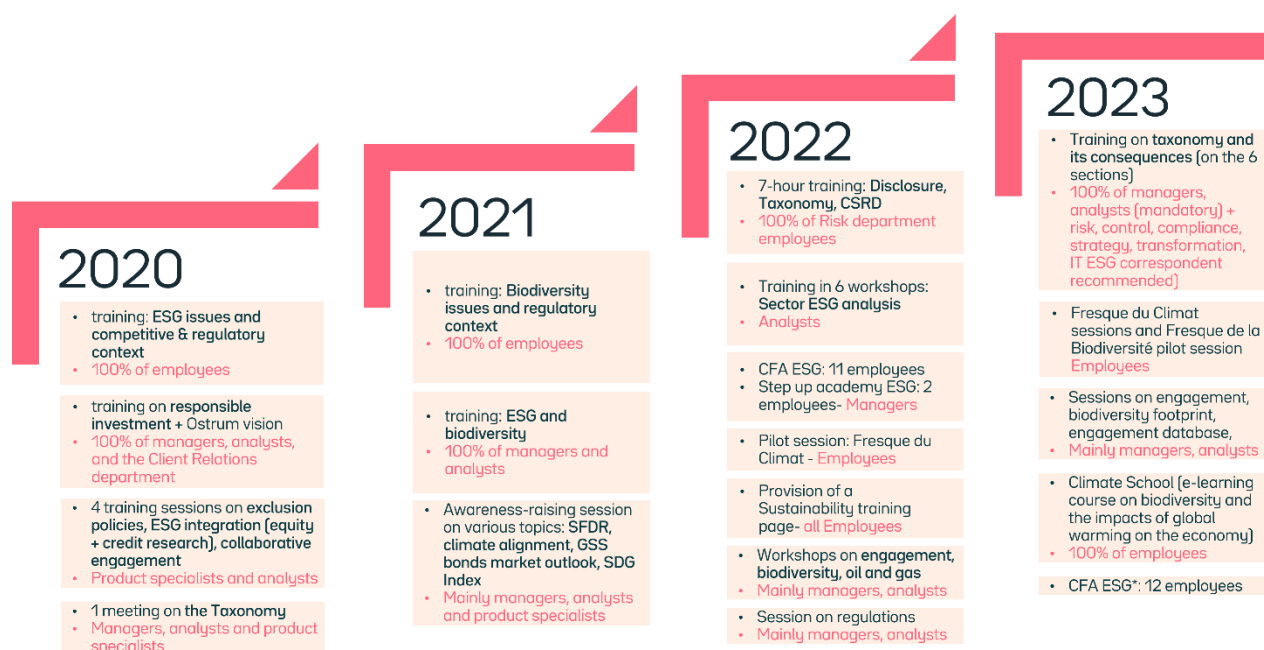 2020
• training: ESG issues and
competitive & regulatory
context
• 100% of employees
• training on responsible
investment + Ostrum vision
• 100% of managers, analysts,
and the Client Relations
department
• 4 training sessions on exclusion
policies, ESG integration (equity
+ credit research), collaborative
engagement
• Product specialists and analysts
• 1 meeting on the Taxonomy
• Managers, analysts and product
specialists
2021
• training: Biodiversity
issues and regulatory
context
• 100% of employees
• training: ESG and
biodiversity
• 100% of managers and
analysts
• Awareness-raising session
on various topics: SFDR,
climate alignment, GSS
bonds market outlook, SDG
Index
• Mainly managers, analysts
and product specialists
2022
• 7-hour training: Disclosure,
Taxonomy, CSRD
• 100% of Risk department
employees
• Training in 6 workshops:
Sector ESG analysis
• Analysts
• CFA ESG: 11 employees
• Step up academy ESG: 2
employees- Managers
• Pilot session: Fresque du
Climat - Employees
• Provision of a
Sustainability training
page- all Employees
• Workshops on engagement,
biodiversity, oil and gas
• Mainly managers, analysts
• Session on regulations
• Mainly managers, analysts
2023
• Training on taxonomy and
its consequences (on the 6
sections)
• 100% of managers,
analysts (mandatory) +
risk, control, compliance,
strategy, transformation,
IT ESG correspondent
recommended)
• Fresque du Climat
sessions and Fresque de la
Biodiversité pilot session
Employees
• Sessions on engagement,
biodiversity footprint,
engagement database,
• Mainly managers, analysts
• Climate School (e-learning
course on biodiversity and
the impacts of global
warming on the economy)
• 100% of employees
• CFA ESG*: 12 employees